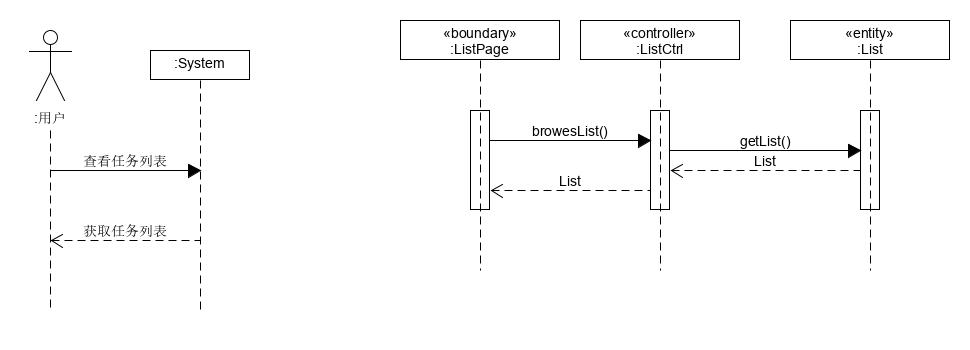 :用户
:System
查看任务列表
获取任务列表
«boundary»
:ListPage
«controller»
:ListCtrl
«entity»
:List
browesList()
getList()
List
List